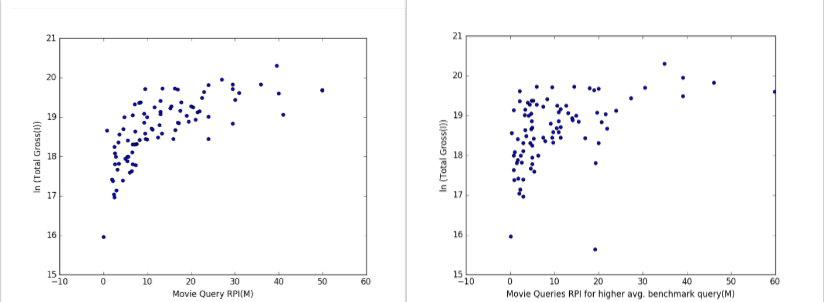 21
20
19
18
17
16
15
ln (Total Gross(I))
−10 0 10 20 30 40 50 60
Movie Query RPI(M)
21
20
19
18
17
16
15
ln (Total Gross(I))
−10 0 10 20 30 40 50 60
Movie Queries RPI for higher avg. benchmark query(M)